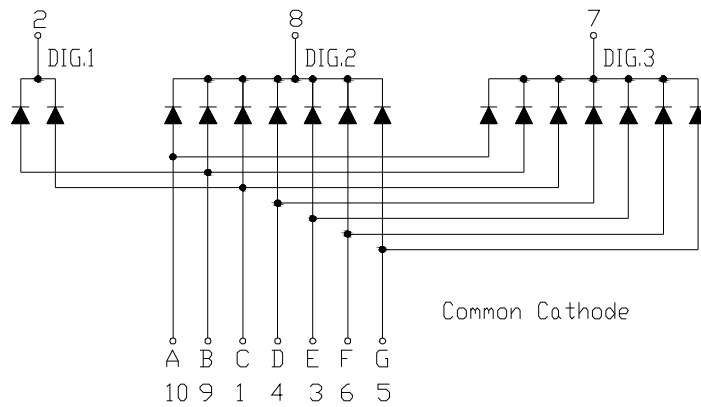 2 8 7
DIG.1 DIG.2 DIG.3
Common Cathode
A B C D E F G
10 9 1 4 3 6 5